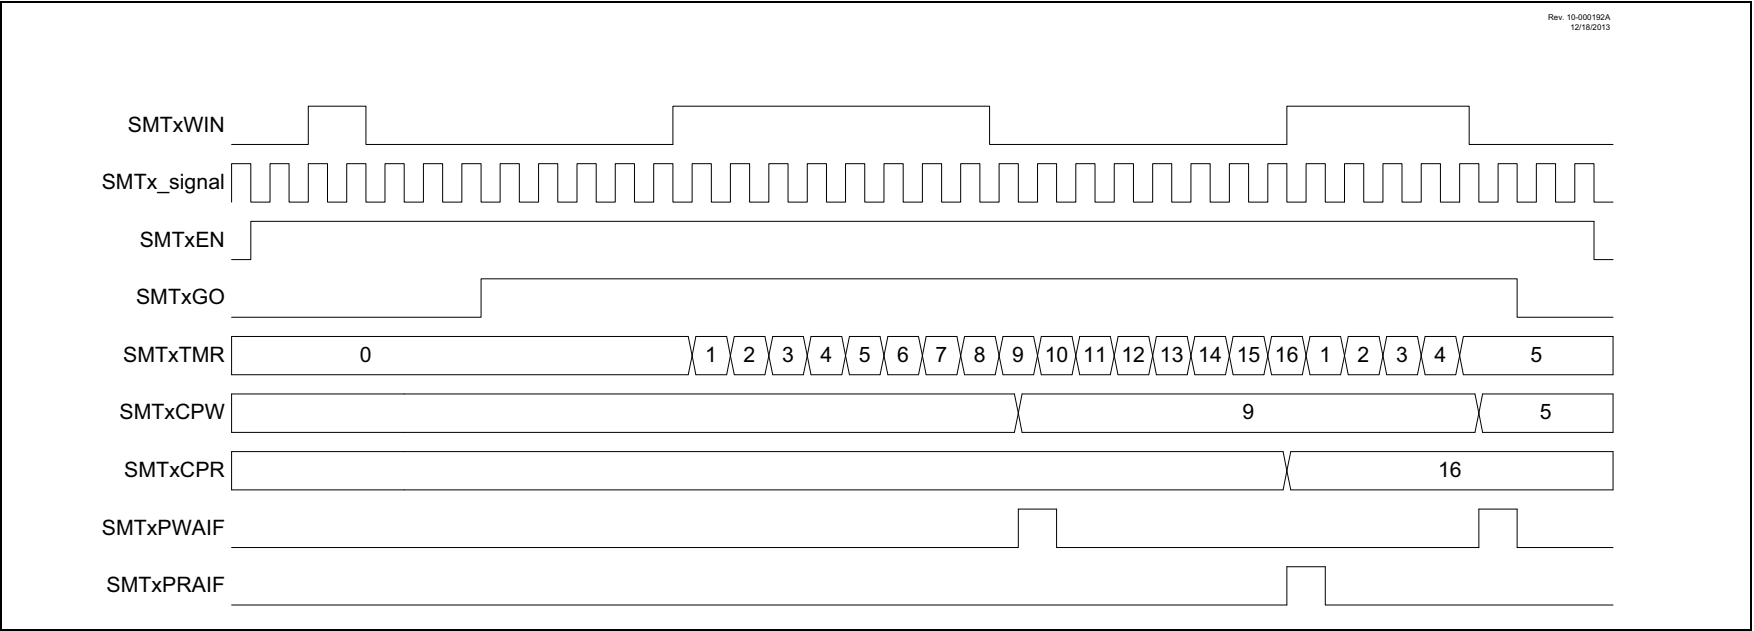 Rev. 10-000192A
12/18/2013
SMTxWIN
SMTx_signal
SMTxEN
SMTxGO
SMTxTMR 0 1 2 3 4 5 6 7 8 9 10 11 12 13 14 15 16 1 2 3 4 5
SMTxCPW 9 5
SMTxCPR 16
SMTxPWAIF
SMTxPRAIF